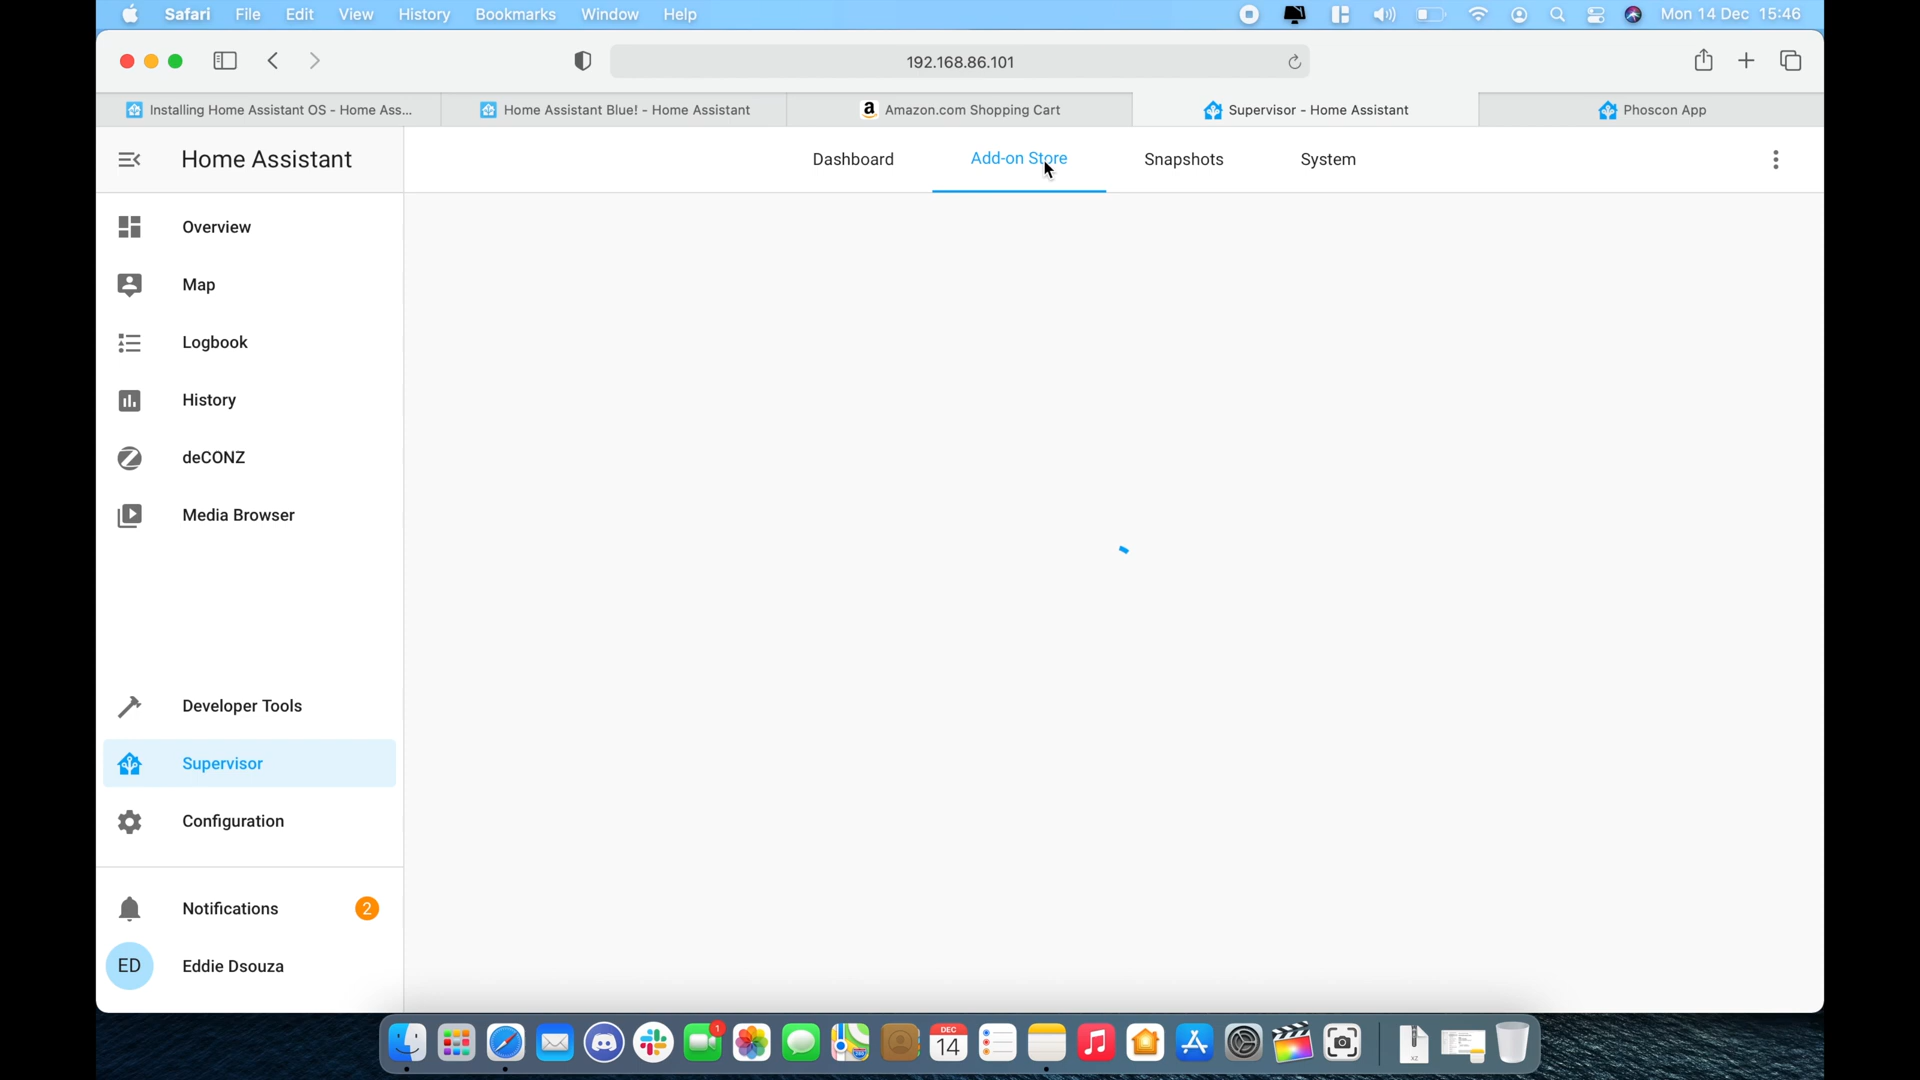 Safari File Edit View History Bookmarks Window Help Mon 14 Dec 15:46
192.168.86.101
Installing Home Assistant OS - Home Ass... Home Assistant Blue! - Home Assistant a Amazon.com Shopping Cart Supervisor - Home Assistant Phoscon App
Home Assistant Dashboard Add-on Store Snapshots System
Overview
Map
Logbook
History
deCONZ
Media Browser
Developer Tools
Supervisor
Configuration
Notifications 2
ED Eddie Dsouza
1
DEC
14
XZ